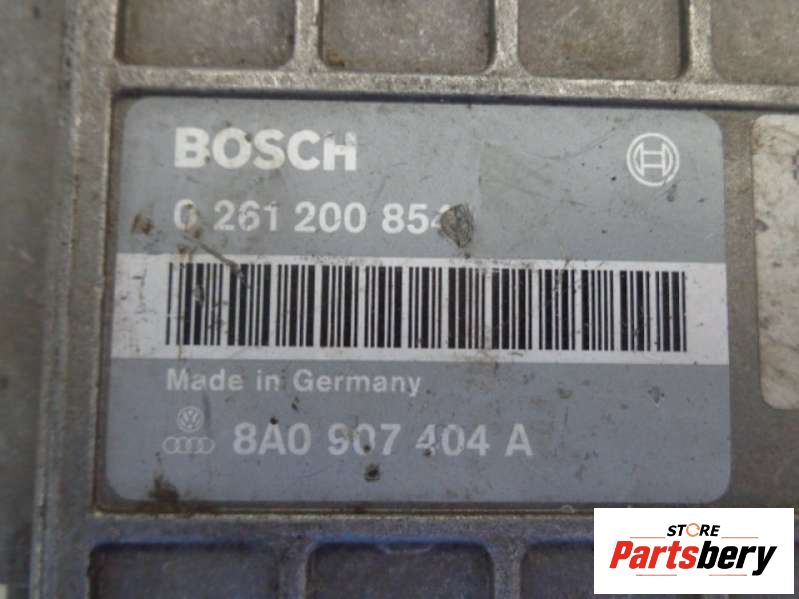 BOSCH
0 261 200 854
Made in Germany
8A0 907 404 A
STORE
Partsbery